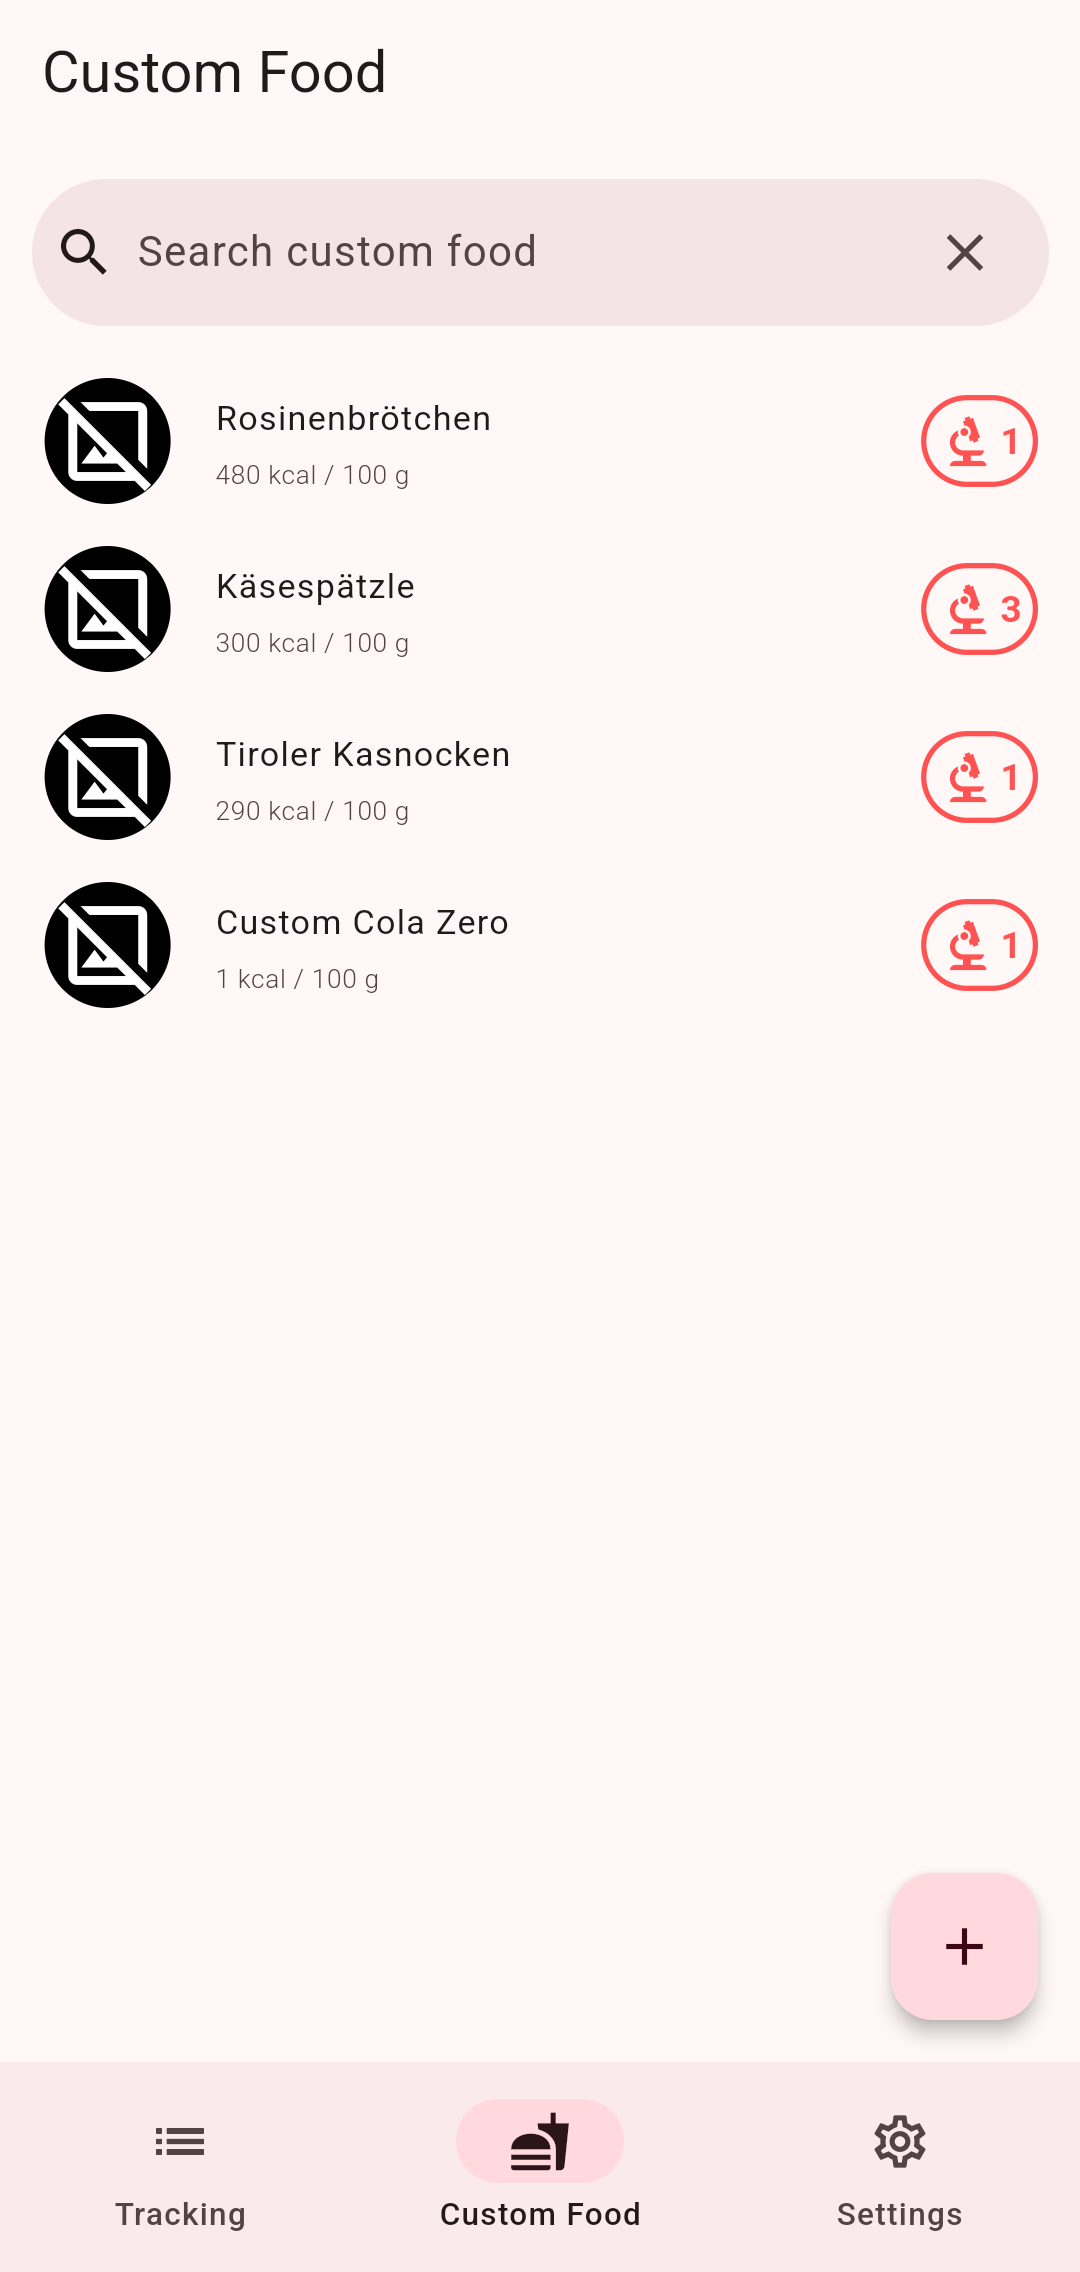 Custom Food
Search custom food
Rosinenbrötchen
480 kcal / 100 g
1
Käsespätzle
300 kcal / 100 g
3
Tiroler Kasnocken
290 kcal / 100 g
1
Custom Cola Zero
1 kcal / 100 g
1
Tracking
Custom Food
Settings